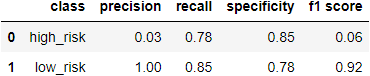 class precision recall specificity f1 score
0 high_risk 0.03 0.78 0.85 0.06
1 low_risk 1.00 0.85 0.78 0.92